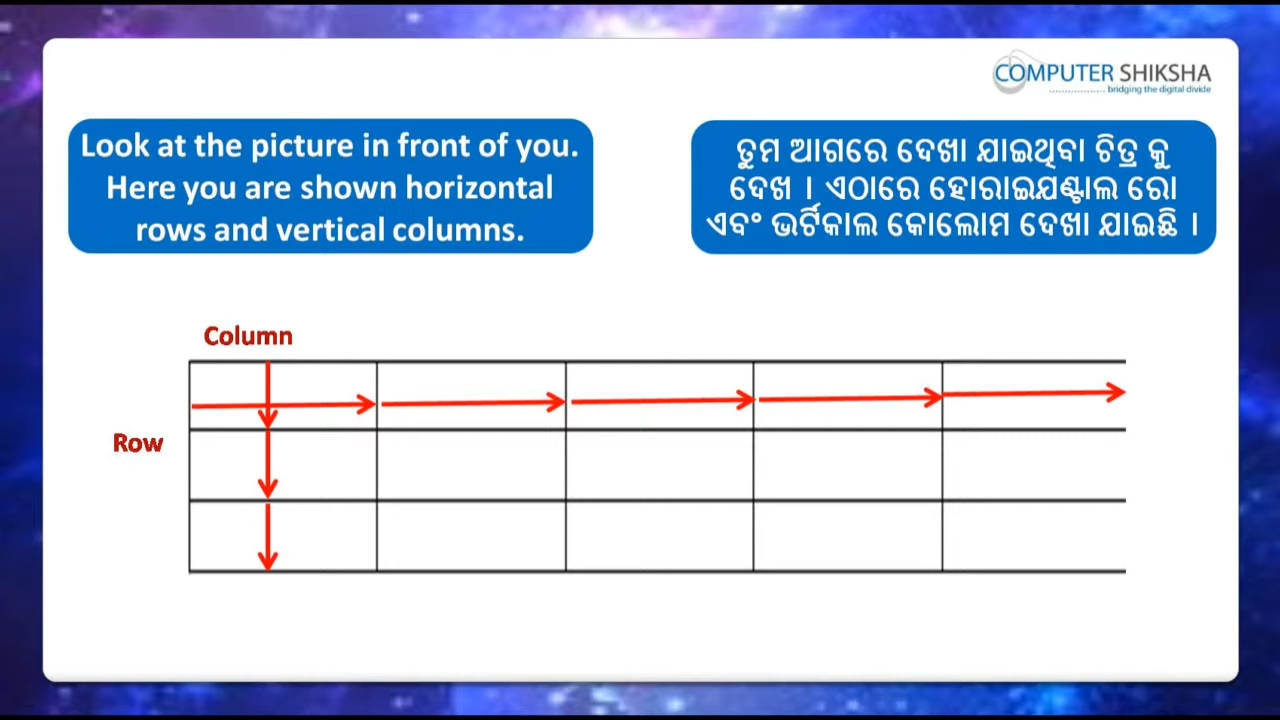 COMPUTER SHIKSHA
bridging the digital divide
Look at the picture in front of you.
Here you are shown horizontal
rows and vertical columns.
ତୁମ ଆଗରେ ଦେଖା ଯାଇଥିବା ଚିତ୍ର କୁ
ଦେଖ । ଏଠାରେ ହୋରାଇଯଣ୍ଟାଲ ରୋ
ଏବଂ ଭର୍ଟିକାଲ କୋଲୋମ ଦେଖା ଯାଇଛି ।
Column
Row